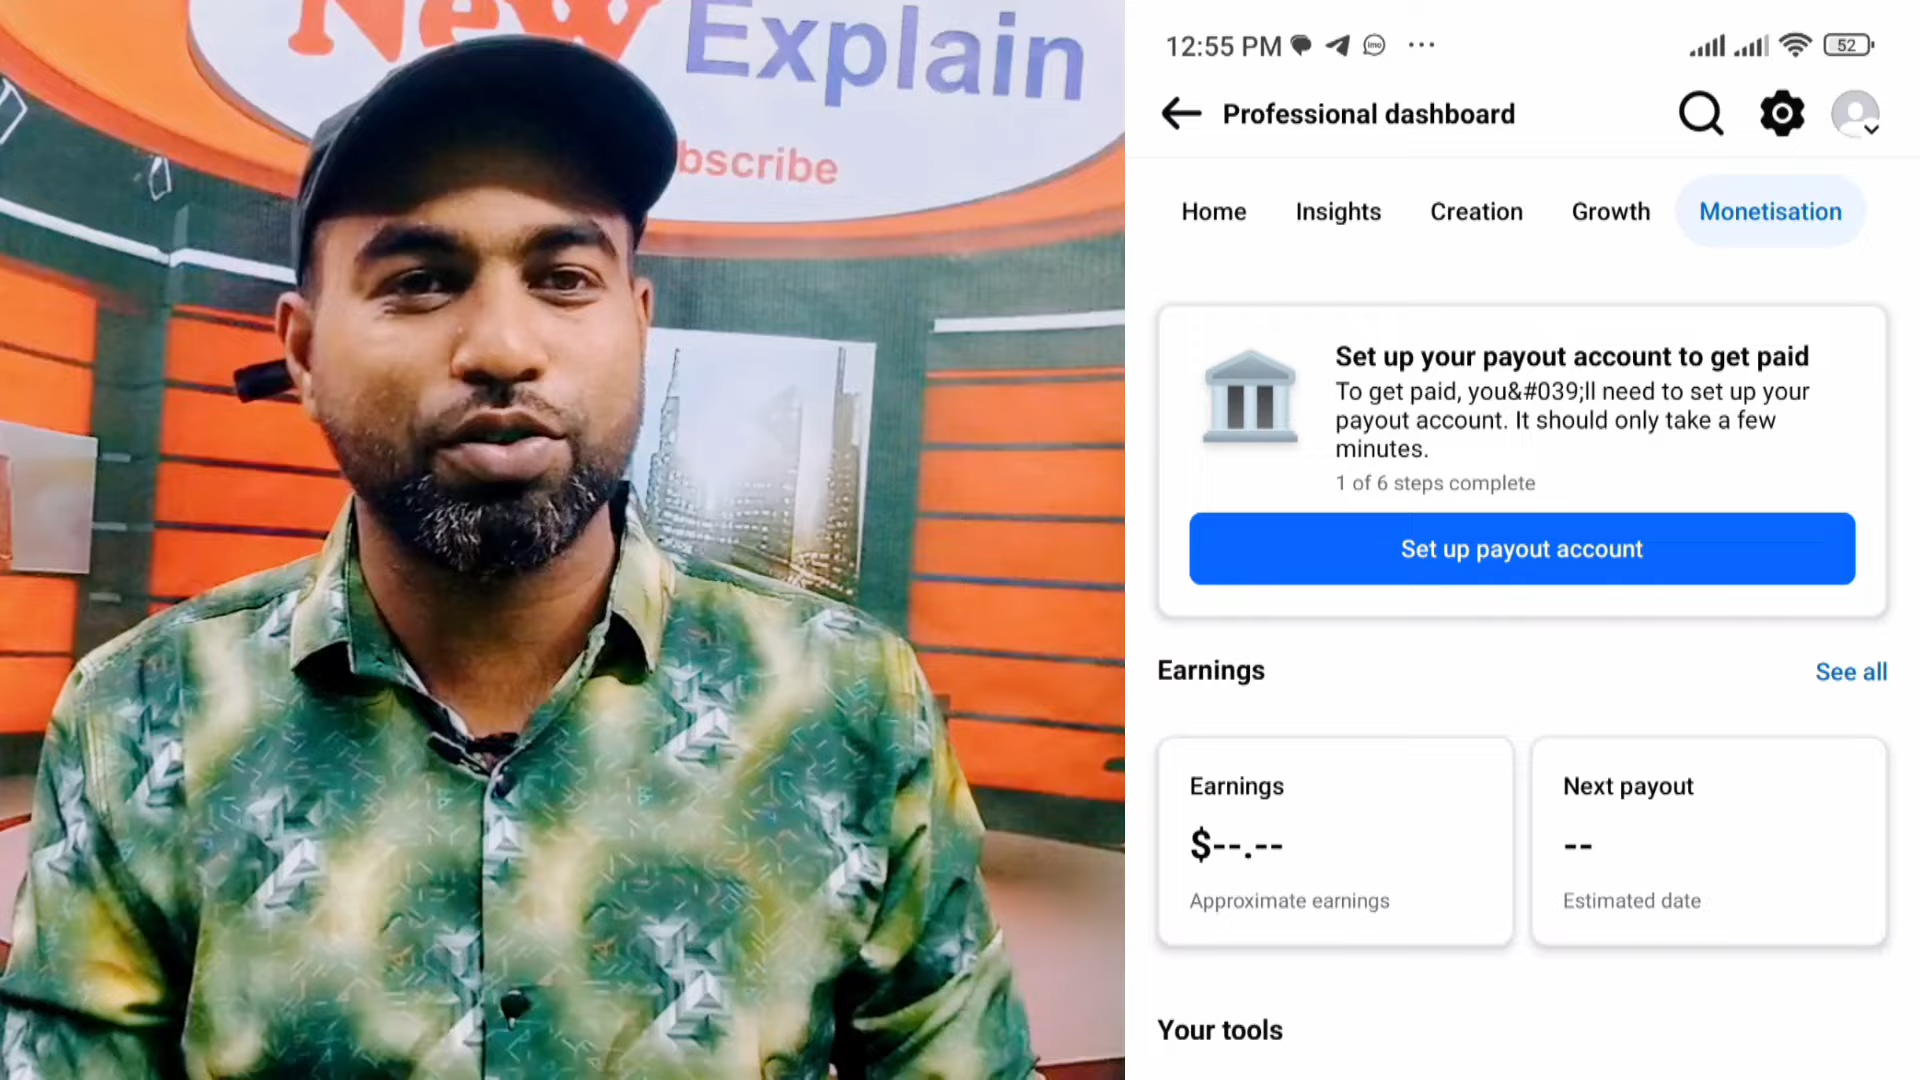 New Explain
bscribe
12:55 PM
imo
52
Professional dashboard
Home
Insights
Creation
Growth
Monetisation
Set up your payout account to get paid
To get paid, you&#039;ll need to set up your
payout account. It should only take a few
minutes.
1 of 6 steps complete
Set up payout account
Earnings
See all
Earnings
$--.--
Approximate earnings
Next payout
--
Estimated date
Your tools